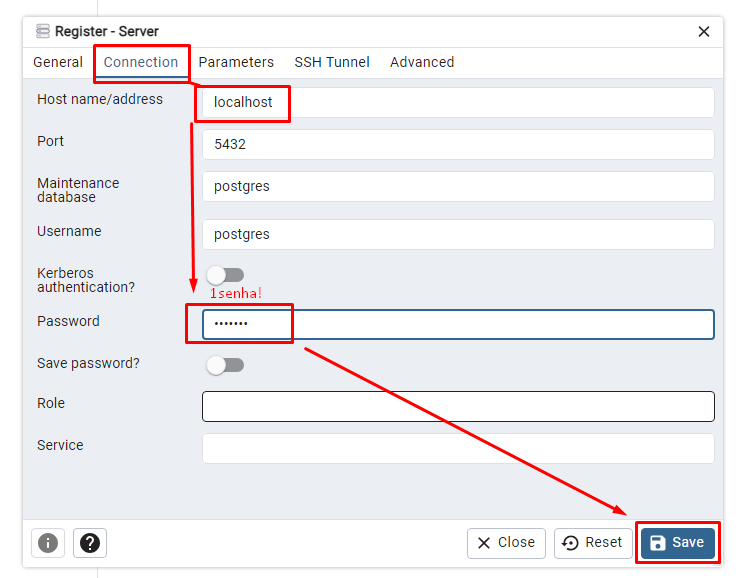 Register - Server
General Connection Parameters SSH Tunnel Advanced
Host name/address localhost
Port 5432
Maintenance
database
postgres
Username postgres
Kerberos
authentication?
1senha!
Password •••••••
Save password?
Role
Service
Close Reset Save